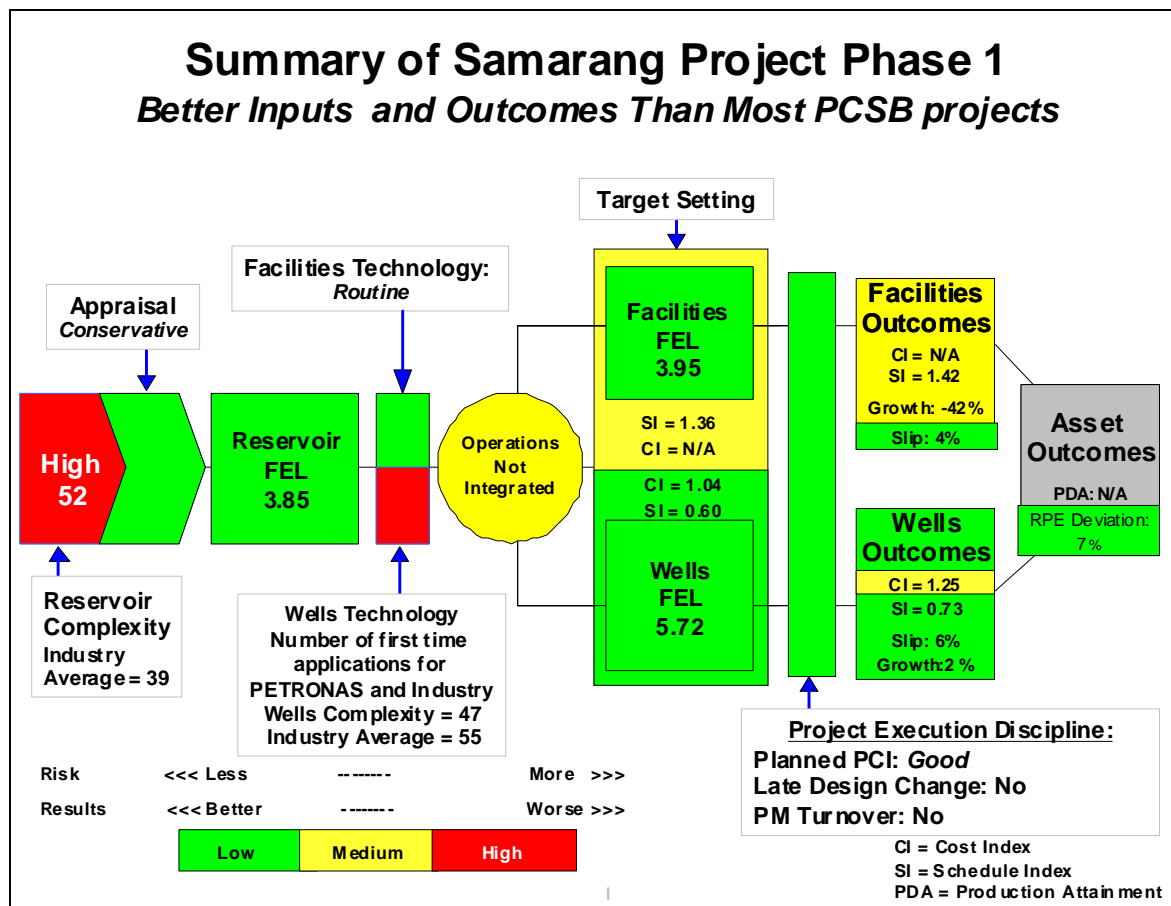 Summary of Samarang Project Phase 1
Better Inputs and Outcomes Than Most PCSB projects
Target Setting
Facilities Technology:
Routine
Appraisal
Conservative
High
52
Reservoir
FEL
3.85
Operations
Not
Integrated
Facilities
FEL
3.95
SI = 1.36
CI = N/A
CI = 1.04
SI = 0.60
Wells
FEL
5.72
Facilities
Outcomes
CI = N/A
SI = 1.42
Growth: -42%
Slip: 4%
Wells
Outcomes
CI = 1.25
SI = 0.73
Slip: 6%
Growth:2 %
Asset
Outcomes
PDA: N/A
RPE Deviation:
7%
Reservoir
Complexity
Industry
Average = 39
Wells Technology
Number of first time
applications for
PETRONAS and Industry
Wells Complexity = 47
Industry Average = 55
Project Execution Discipline:
Planned PCI: Good
Late Design Change: No
PM Turnover: No
Risk <<< Less -------- More >>>
Results <<< Better ------- Worse >>>
Low Medium High
CI = Cost Index
SI = Schedule Index
PDA = Production Attainment